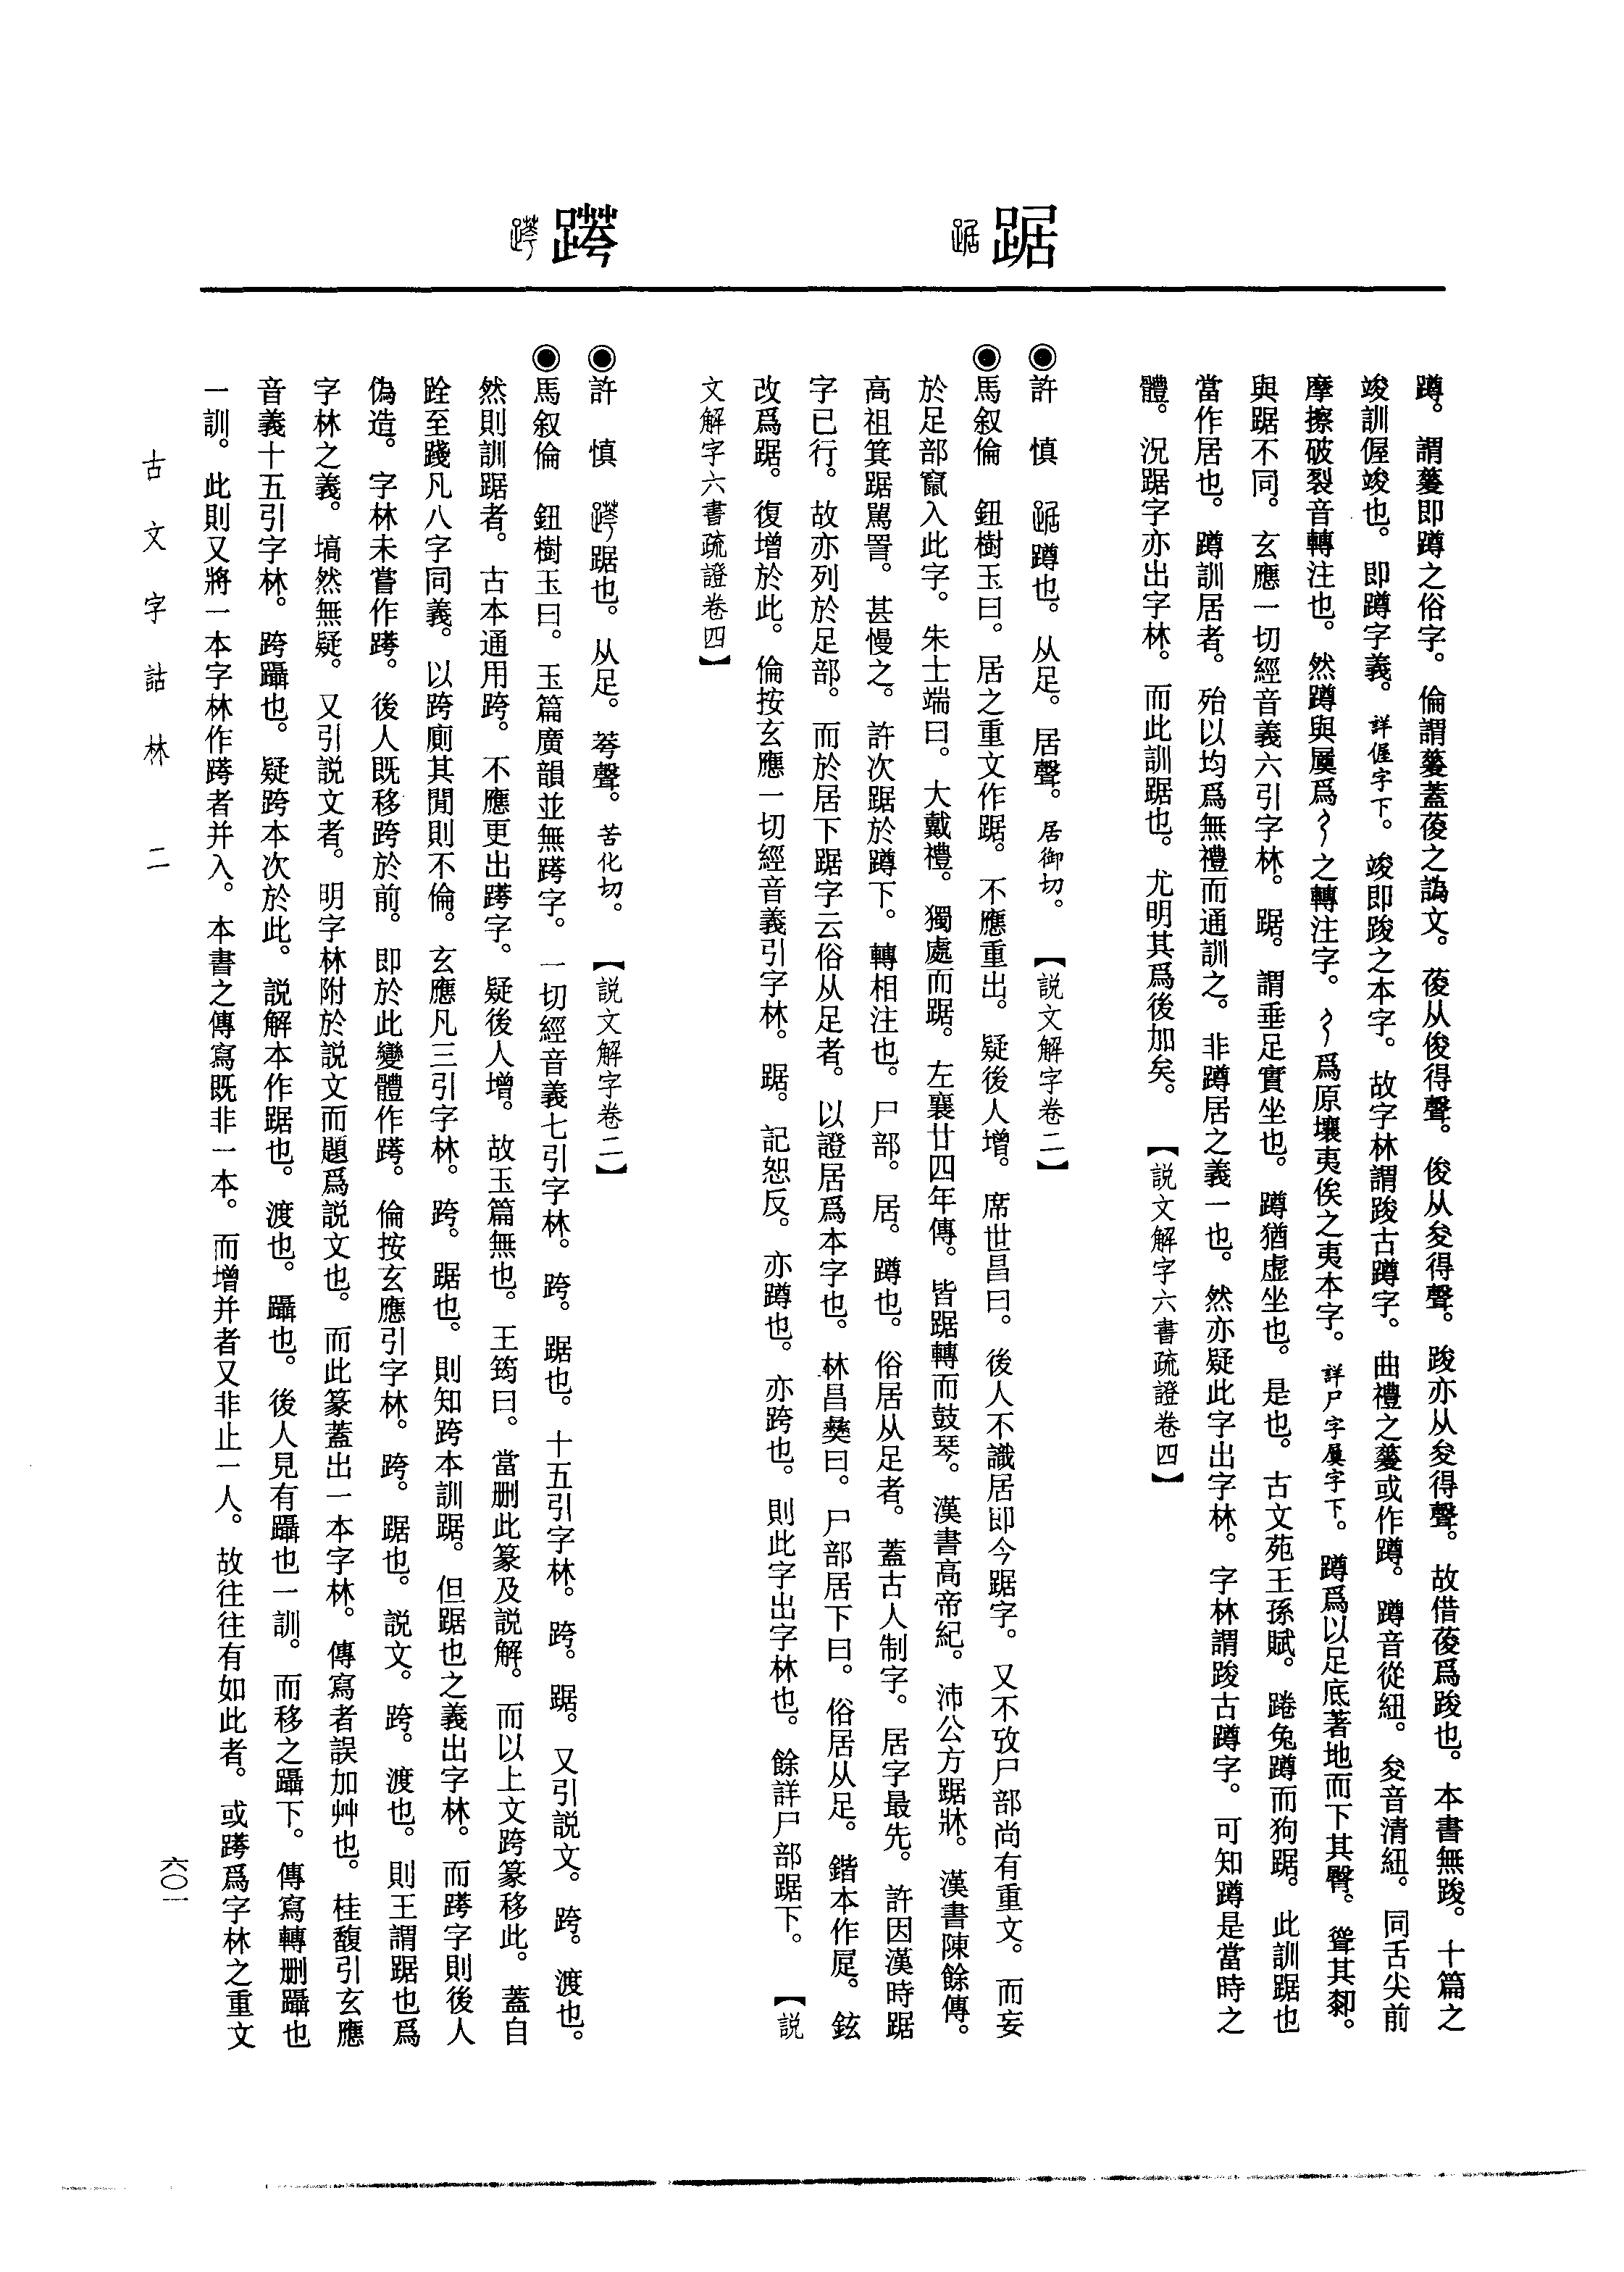 踞
䠸
蹲。謂蓌即蹲之俗字。倫謂蓌蓋葰之譌文。葰从俊得聲。俊从夋得聲。踆亦从夋得聲。故借葰爲踆也。本書無踆。十篇之
竣訓偓竣也。即蹲字義。詳偓字下。竣即踆之本字。故字林謂踆古蹲字。曲禮之蓌或作蹲。蹲音從紐。夋音清紐。同舌尖前
摩擦破裂音轉注也。然蹲與屢爲之轉注字。爲原壤夷俟之夷本字。詳尸字下。蹲爲以足底著地而下其臀。聳其厀。
與踞不同。玄應一切經音義六引字林。踞。謂垂足實坐也。蹲猶虛坐也。是也。古文苑王孫賦。踡兔蹲而狗踞。此訓踞也
當作居也。蹲訓居者。殆以均爲無禮而通訓之。非蹲居之義一也。然亦疑此字出字林。字林謂踆古蹲字。可知蹲是當時之
體。況踞字亦出字林。而此訓踞也。尤明其爲後加矣。【説文解字六書疏證卷四】
◉許　慎　踞蹲也。从足。居聲。居御切。【説文解字卷二】
◉馬叙倫　鈕樹玉曰。居之重文作踞。不應重出。疑後人增。席世昌曰。後人不識居即今踞字。又不攷尸部尚有重文。而妄
於足部竄入此字。朱士端曰。大戴禮。獨處而踞。左襄廿四年傳。皆踞轉而鼓琴。漢書高帝紀。沛公方踞牀。漢書陳餘傳。
高祖箕踞駡詈。甚慢之。許次踞於蹲下。轉相注也。尸部。居。蹲也。俗居从足者。蓋古人制字。居字最先。許因漢時踞
字已行。故亦列於足部。而於居下踞字云俗从足者。以證居爲本字也。林昌彝曰。尸部居下曰。俗居从足。鍇本作𡱁。鉉
改爲踞。復增於此。倫按玄應一切經音義引字林。踞。記恕反。亦蹲也。亦跨也。則此字出字林也。餘詳尸部踞下。【説
文解字六書疏證卷四】
◉許　慎　䠸踞也。从足。荂聲。苦化切。【説文解字卷二】
◉馬叙倫　鈕樹玉曰。玉篇廣韻並無䠸字。一切經音義七引字林。跨。踞也。十五引字林。跨。踞。又引説文。跨。渡也。
然則訓踞者。古本通用跨。不應更出䠸字。疑後人增。故玉篇無也。王筠曰。當刪此篆及説解。而以上文跨篆移此。蓋自
跧至踐凡八字同義。以跨廁其閒則不倫。玄應凡三引字林。跨。踞也。則知跨本訓踞。但踞也之義出字林。而䠸字則後人
偽造。字林未嘗作䠸。後人既移跨於前。即於此變體作䠸。倫按玄應引字林。跨。踞也。説文。跨。渡也。則王謂踞也爲
字林之義。塙然無疑。又引説文者。明字林附於説文而題爲説文也。而此篆蓋出一本字林。傳寫者誤加艸也。桂馥引玄應
音義十五引字林。跨躡也。疑跨本次於此。説解本作踞也。渡也。躡也。後人見有躡也一訓。而移之躡下。傳寫轉刪躡也
一訓。此則又將一本字林作䠸者并入。本書之傳寫既非一本。而增并者又非止一人。故往往有如此者。或䠸爲字林之重文
古文字詁林　二
六〇一